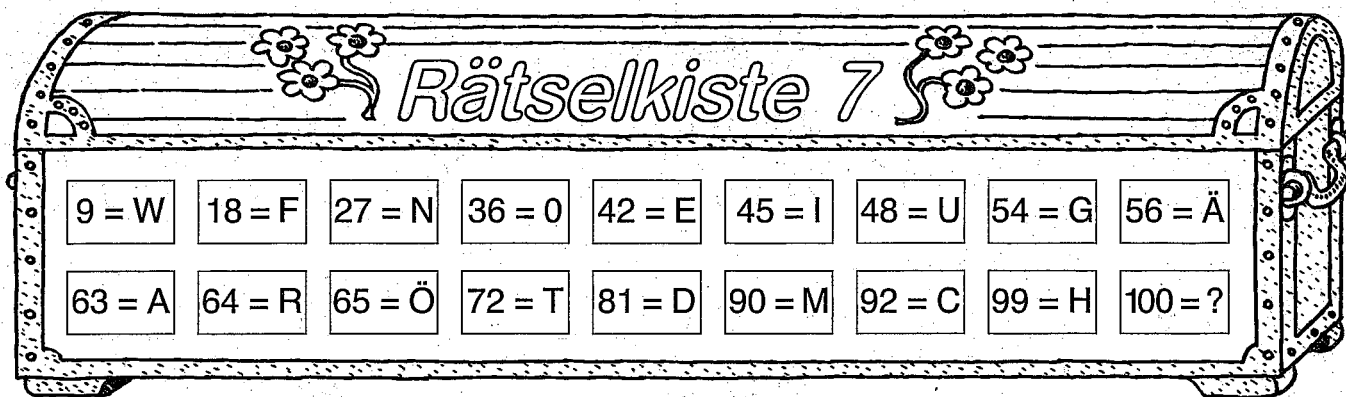 Rätselkiste 7
9 = W 18 = F 27 = N 36 = 0 42 = E 45 = I 48 = U 54 = G 56 = Ä
63 = A 64 = R 65 = Ö 72 = T 81 = D 90 = M 92 = C 99 = H 100 = ?